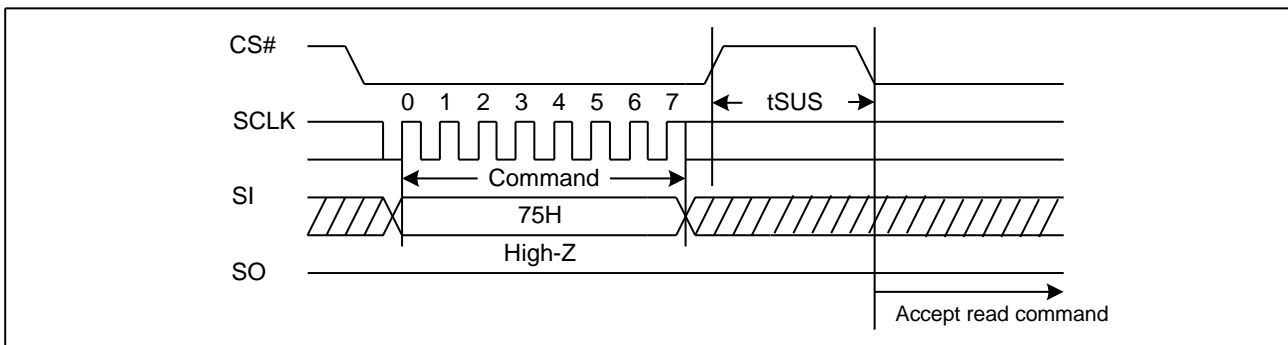 CS#
0 1 2 3 4 5 6 7
tSUS
SCLK
Command
SI
75H
High-Z
SO
Accept read command